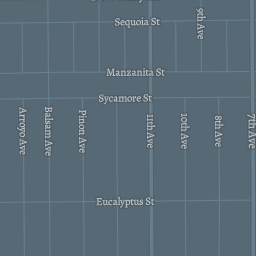 Sequoia St
9th Ave
Manzanita St
Sycamore St
Arroyo Ave
Balsam Ave
Pinon Ave
11th Ave
10th Ave
8th Ave
7th Ave
Eucalyptus St